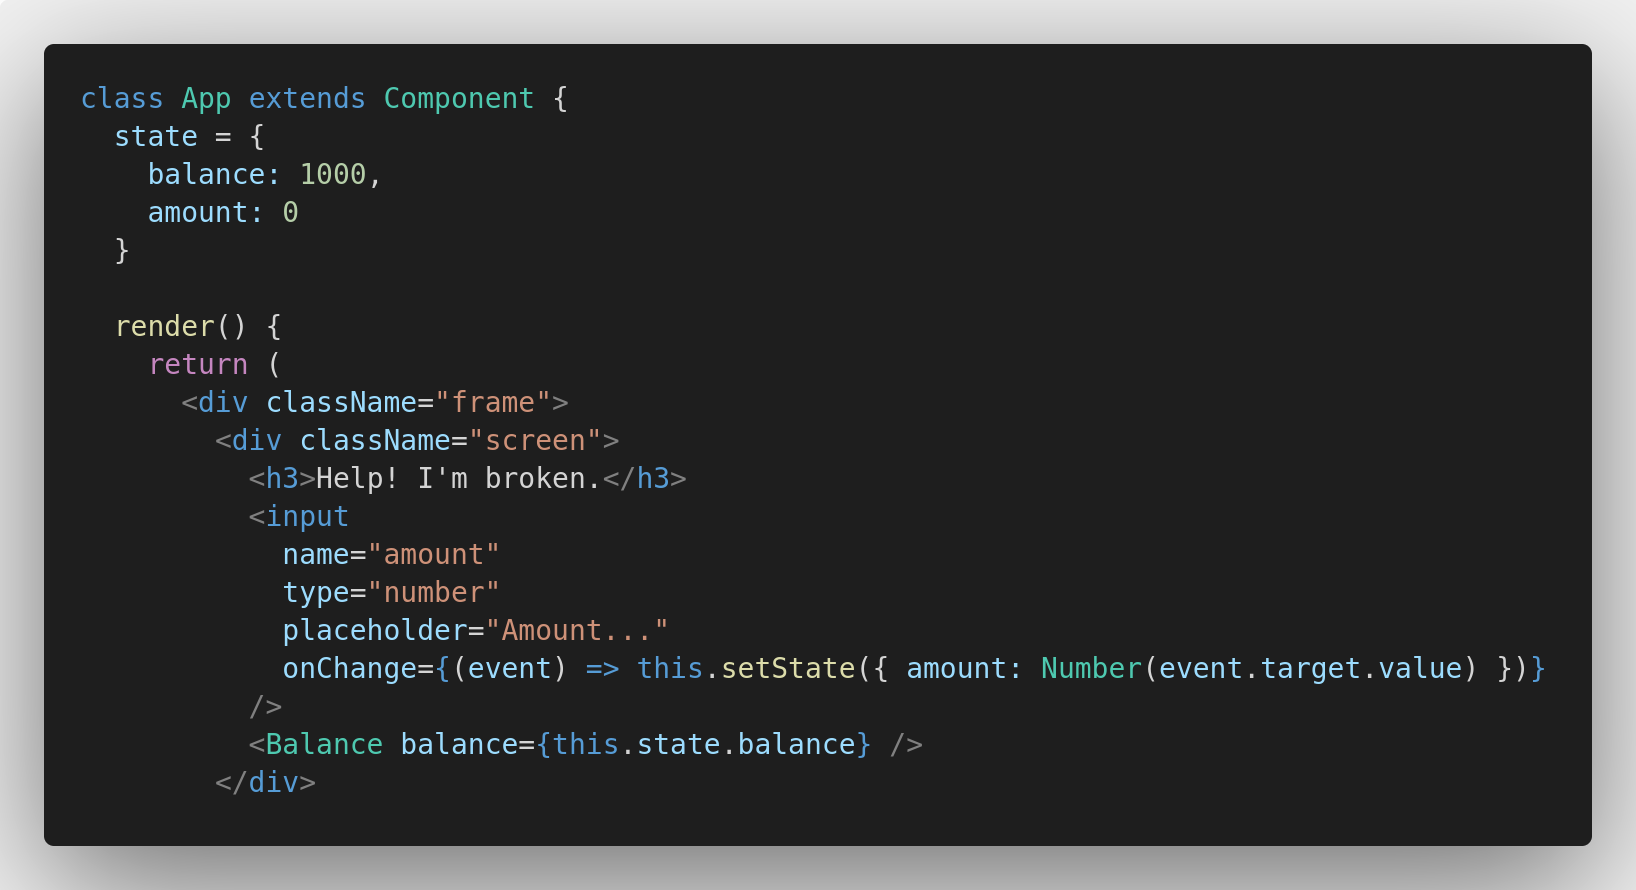 class App extends Component {
  state = {
    balance: 1000,
    amount: 0
  }

  render() {
    return (
      <div className="frame">
        <div className="screen">
          <h3>Help! I'm broken.</h3>
          <input
            name="amount"
            type="number"
            placeholder="Amount..."
            onChange={(event) => this.setState({ amount: Number(event.target.value) })}
          />
          <Balance balance={this.state.balance} />
        </div>